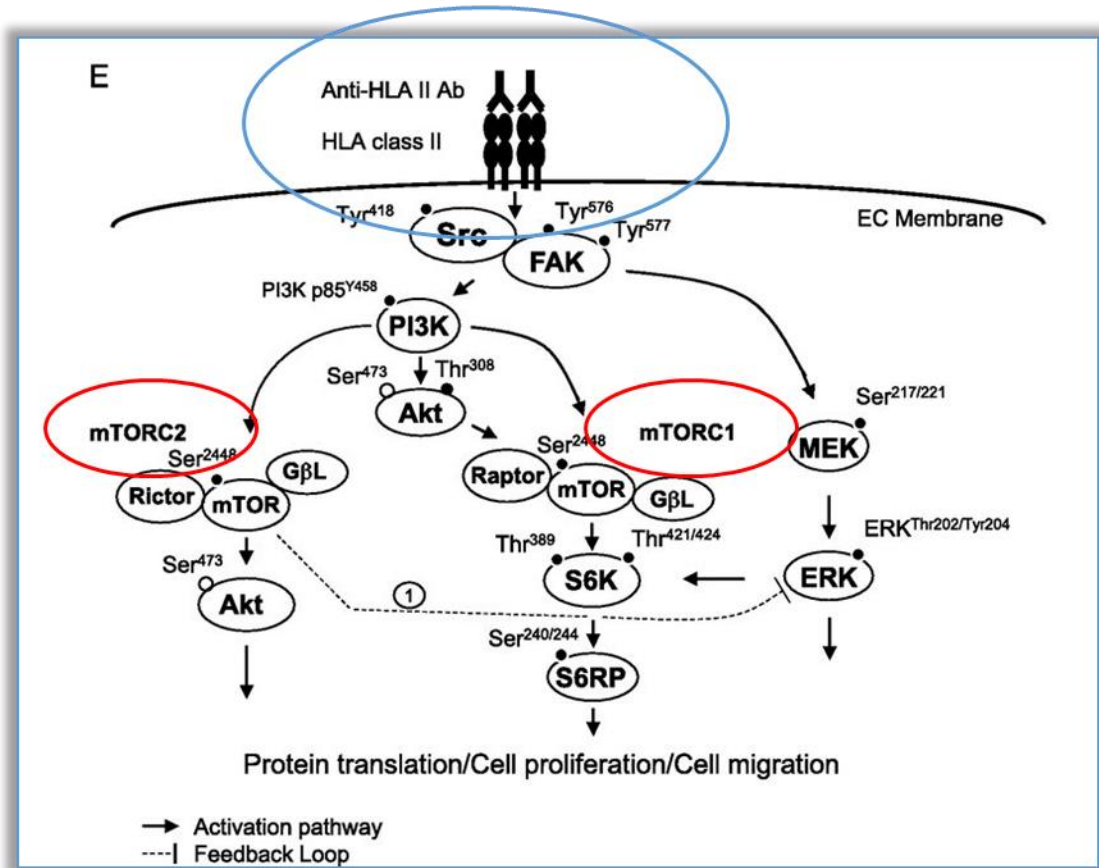 E
Anti-HLA II Ab
HLA class II
EC Membrane
Tyr418
Src
Tyr576
Tyr577
FAK
PI3K p85Y458
PI3K
Ser473
Thr308
Akt
mTORC2
Ser2448
GβL
Rictor
mTOR
mTORC1
Ser2448
Raptor
mTOR
GβL
Ser217/221
MEK
Ser473
Akt
Thr389
Thr421/424
S6K
ERKThr202/Tyr204
ERK
1
Ser240/244
S6RP
Protein translation/Cell proliferation/Cell migration
Activation pathway
Feedback Loop